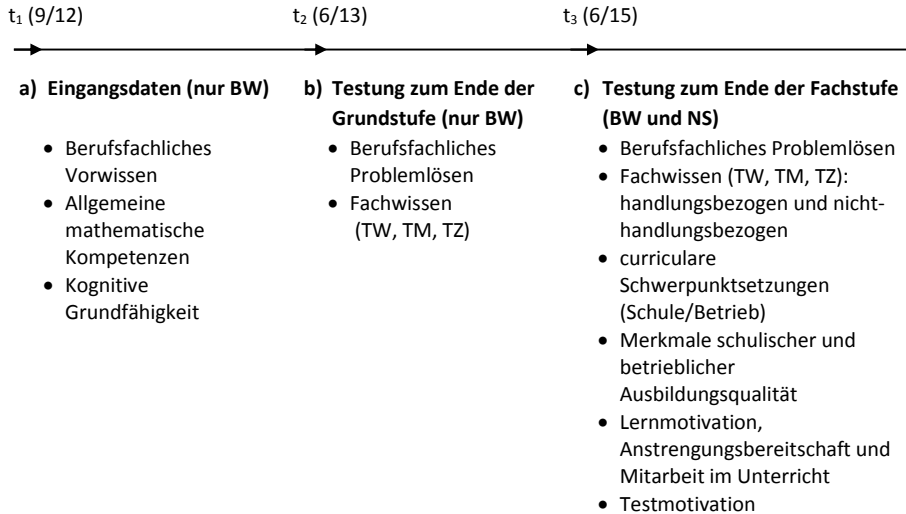 t₁ (9/12)
t₂ (6/13)
t₃ (6/15)
a) Eingangsdaten (nur BW)
• Berufsfachliches
Vorwissen
• Allgemeine
mathematische
Kompetenzen
• Kognitive
Grundfähigkeit
b) Testung zum Ende der
Grundstufe (nur BW)
• Berufsfachliches
Problemlösen
• Fachwissen
(TW, TM, TZ)
c) Testung zum Ende der Fachstufe
(BW und NS)
• Berufsfachliches Problemlösen
• Fachwissen (TW, TM, TZ):
handlungsbezogen und nicht-
handlungsbezogen
• curriculare
Schwerpunktsetzungen
(Schule/Betrieb)
• Merkmale schulischer und
betrieblicher
Ausbildungsqualität
• Lernmotivation,
Anstrengungsbereitschaft und
Mitarbeit im Unterricht
• Testmotivation